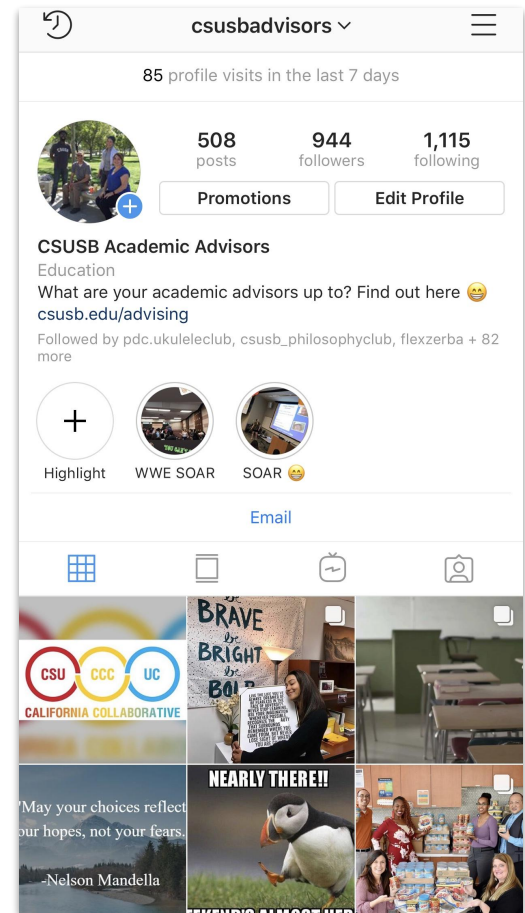 csusbadvisors
85 profile visits in the last 7 days
508
posts
944
followers
1,115
following
Promotions
Edit Profile
CSUSB Academic Advisors
Education
What are your academic advisors up to? Find out here 😁
csusb.edu/advising
Followed by pdc.ukuleleclub, csusb_philosophyclub, flexzerba + 82
more
Highlight
WWE SOAR
SOAR 😁
Email
CSU CCC UC
CALIFORNIA COLLABORATIVE
be
BRAVE
be
BRIGHT
be
BOLD
NEARLY THERE!!
"May your choices reflect
our hopes, not your fears.
-Nelson Mandella